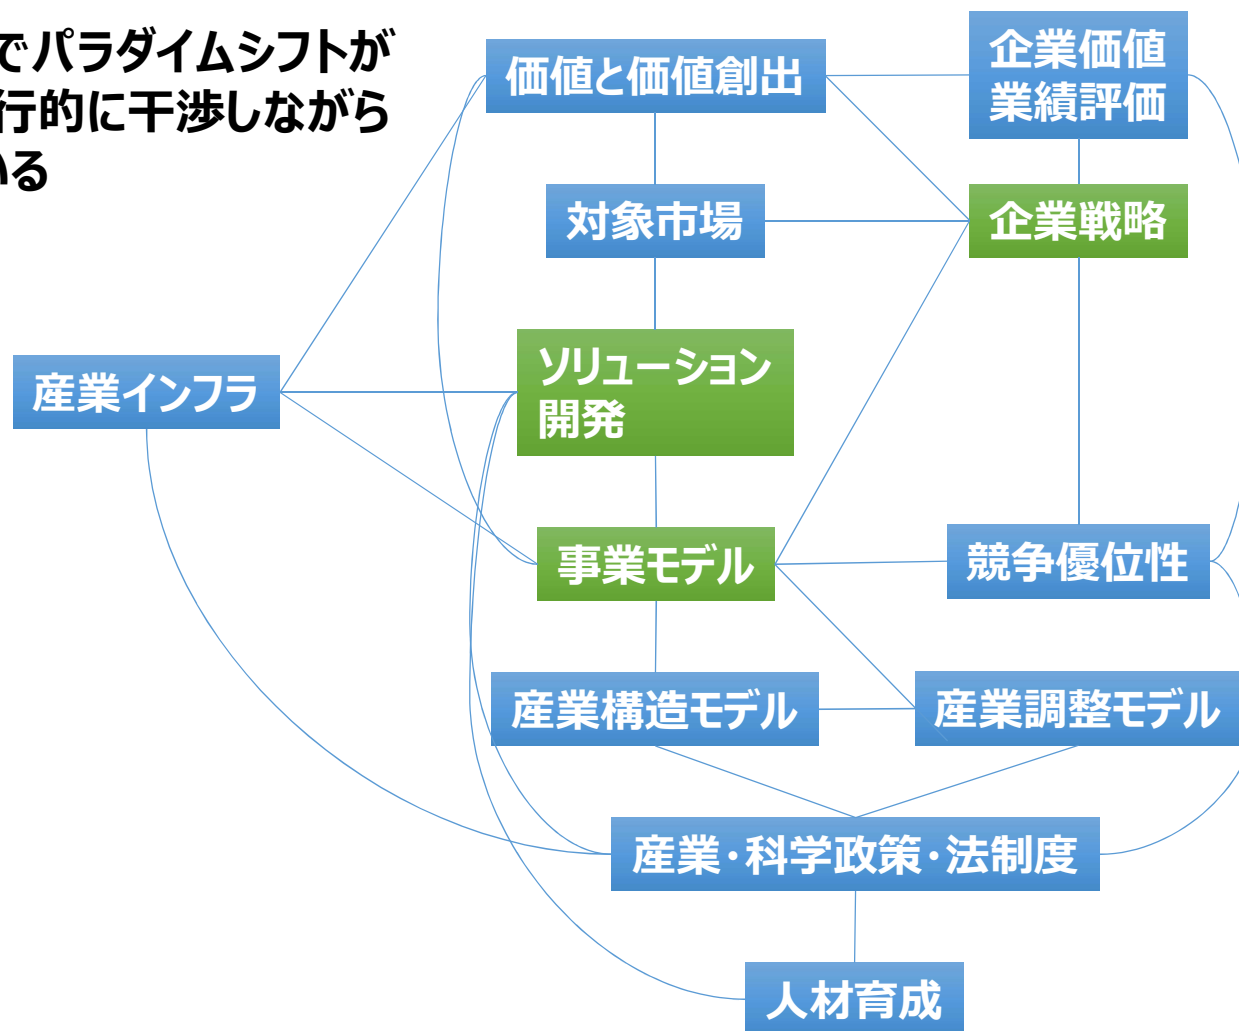 でパラダイムシフトが
行的に干渉しながら
いる
価値と価値創出
企業価値
業績評価
対象市場
企業戦略
ソリューション
開発
産業インフラ
事業モデル
競争優位性
産業構造モデル
産業調整モデル
産業・科学政策・法制度
人材育成